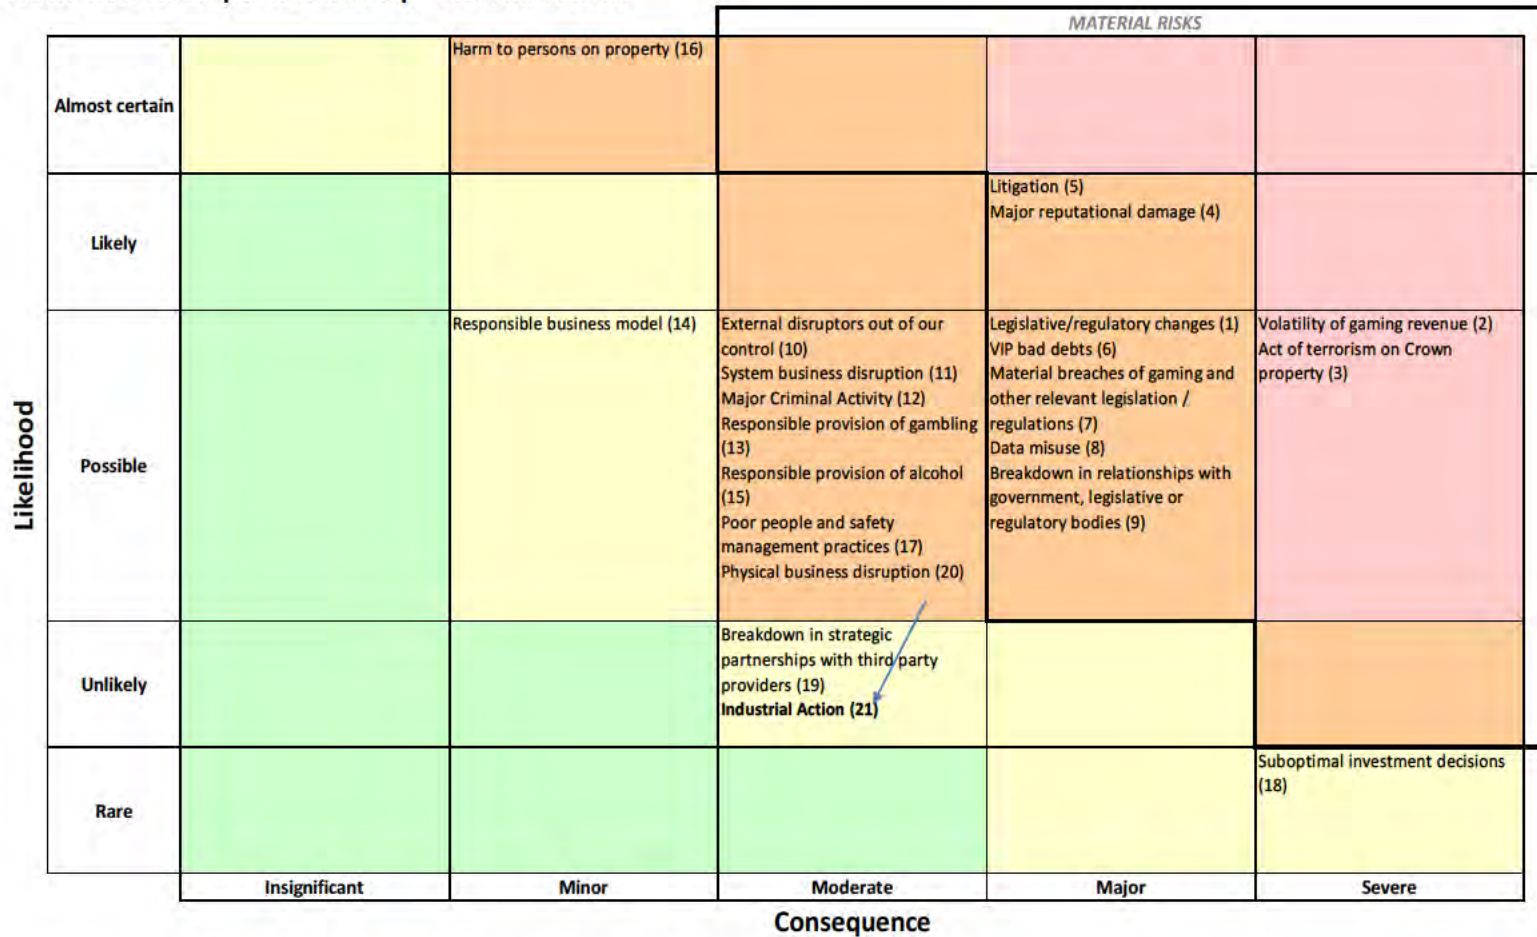 MATERIAL RISKS
Harm to persons on property (16)
Almost certain
Litigation (5)
Major reputational damage (4)
Likely
Responsible business model (14)
External disruptors out of our
control (10)
System business disruption (11)
Major Criminal Activity (12)
Responsible provision of gambling
(13)
Responsible provision of alcohol
(15)
Poor people and safety
management practices (17)
Physical business disruption (20)
Legislative/regulatory changes (1)
VIP bad debts (6)
Material breaches of gaming and
other relevant legislation /
regulations (7)
Data misuse (8)
Breakdown in relationships with
government, legislative or
regulatory bodies (9)
Volatility of gaming revenue (2)
Act of terrorism on Crown
property (3)
Possible
Likelihood
Breakdown in strategic
partnerships with third party
providers (19)
Industrial Action (21)
Unlikely
Suboptimal investment decisions
(18)
Rare
Insignificant
Minor
Moderate
Major
Severe
Consequence